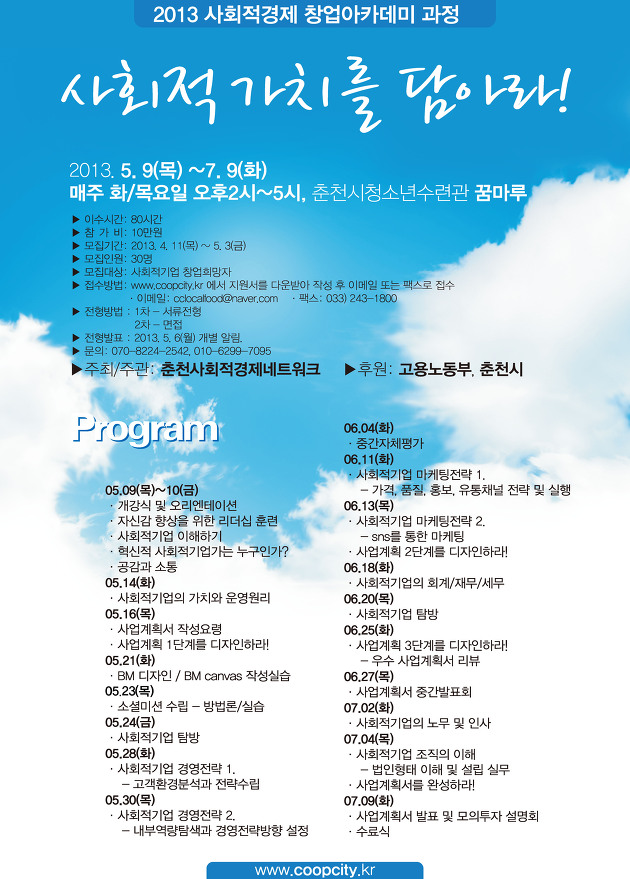 2013 사회적경제 창업아카데미 과정
사회적 가치를 담아라!
2013. 5. 9(목) ~7. 9(화)
매주 화/목요일 오후2시~5시, 춘천시청소년수련관 꿈마루
▶ 이수시간: 80시간
▶ 참 가 비: 10만원
▶ 모집기간: 2013. 4. 11(목) ~ 5. 3(금)
▶ 모집인원: 30명
▶ 모집대상: 사회적기업 창업희망자
▶ 접수방법: www.coopcity.kr 에서 지원서를 다운받아 작성 후 이메일 또는 팩스로 접수
· 이메일: cclocalfood@naver.com · 팩스: 033) 243-1800
▶ 전형방법 : 1차 - 서류전형
2차 - 면접
▶ 전형발표 : 2013. 5. 6(월) 개별 알림.
▶ 문의: 070-8224-2542, 010-6299-7095
▶주최/주관: 춘천사회적경제네트워크 ▶후원: 고용노동부, 춘천시
Program
05.09(목)~10(금)
· 개강식 및 오리엔테이션
· 자신감 향상을 위한 리더십 훈련
· 사회적기업 이해하기
· 혁신적 사회적기업가는 누구인가?
· 공감과 소통
05.14(화)
· 사회적기업의 가치와 운영원리
05.16(목)
· 사업계획서 작성요령
· 사업계획 1단계를 디자인하라!
05.21(화)
· BM 디자인 / BM canvas 작성실습
05.23(목)
· 소셜미션 수립 - 방법론/실습
05.24(금)
· 사회적기업 탐방
05.28(화)
· 사회적기업 경영전략 1.
- 고객환경분석과 전략수립
05.30(목)
· 사회적기업 경영전략 2.
- 내부역량탐색과 경영전략방향 설정
06.04(화)
· 중간자체평가
06.11(화)
· 사회적기업 마케팅전략 1.
- 가격, 품질, 홍보, 유통채널 전략 및 실행
06.13(목)
· 사회적기업 마케팅전략 2.
- sns를 통한 마케팅
· 사업계획 2단계를 디자인하라!
06.18(화)
· 사회적기업의 회계/재무/세무
06.20(목)
· 사회적기업 탐방
06.25(화)
· 사업계획 3단계를 디자인하라!
- 우수 사업계획서 리뷰
06.27(목)
· 사업계획서 중간발표회
07.02(화)
· 사회적기업의 노무 및 인사
07.04(목)
· 사회적기업 조직의 이해
- 법인형태 이해 및 설립 실무
· 사업계획서를 완성하라!
07.09(화)
· 사업계획서 발표 및 모의투자 설명회
· 수료식
www.coopcity.kr